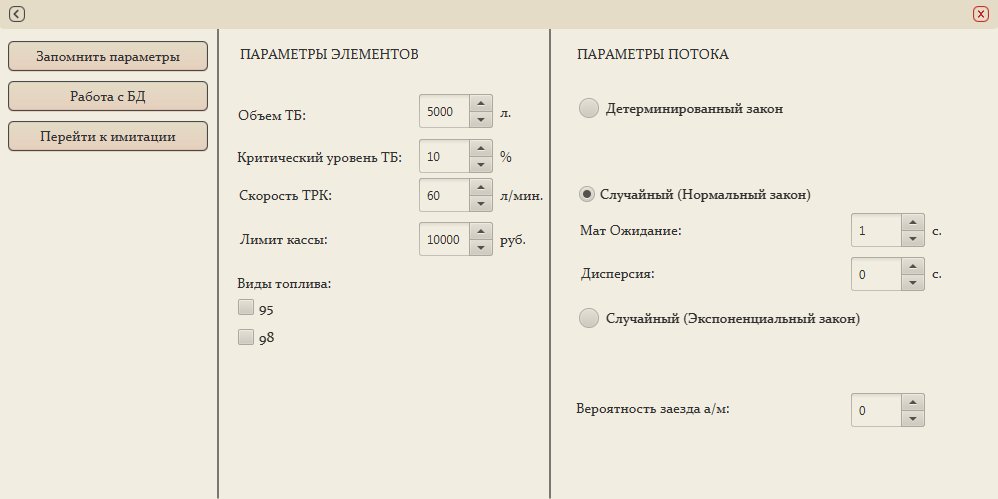 Запомнить параметры
Работа с БД
Перейти к имитации
ПАРАМЕТРЫ ЭЛЕМЕНТОВ
Объем ТБ: 5000 л.
Критический уровень ТБ: 10 %
Скорость ТРК: 60 л/мин.
Лимит кассы: 10000 руб.
Виды топлива:
95
98
ПАРАМЕТРЫ ПОТОКА
Детерминированный закон
Случайный (Нормальный закон)
Мат Ожидание: 1 с.
Дисперсия: 0 с.
Случайный (Экспоненциальный закон)
Вероятность заезда а/м: 0